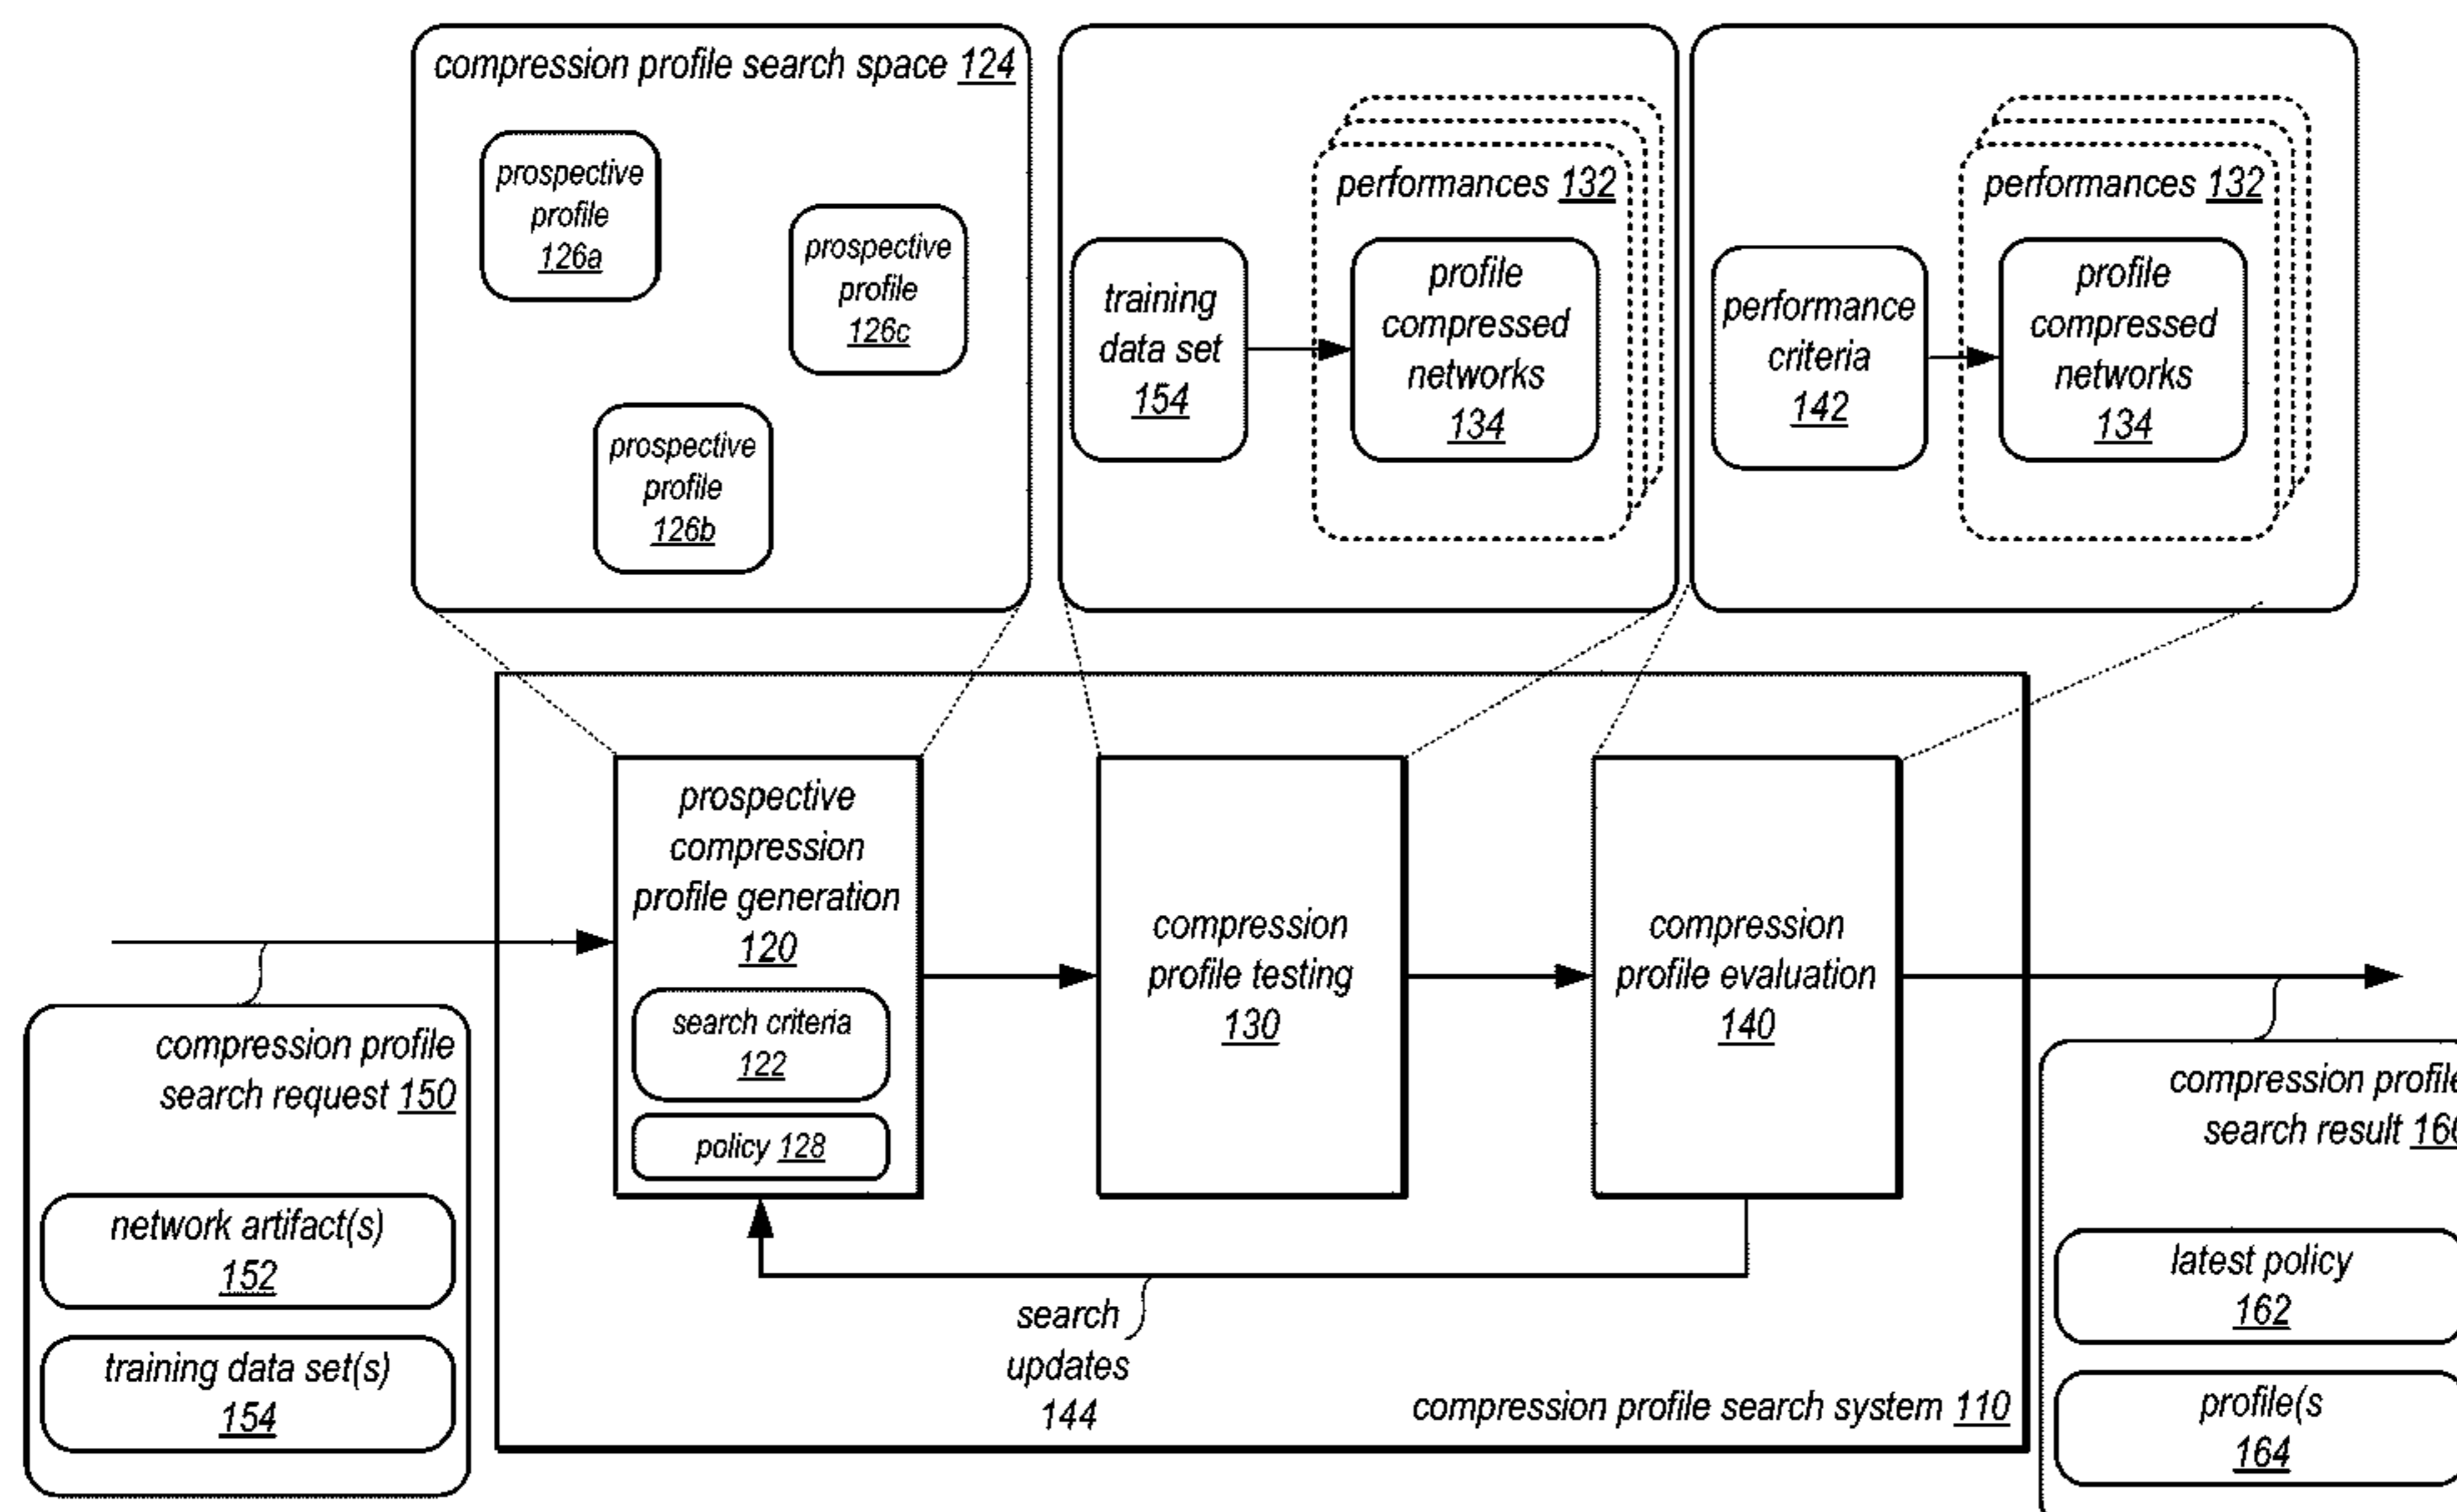 compression profile search space 124
prospective
profile
126a
prospective
profile
126c
prospective
profile
126b
performances 132
training
data set
154
profile
compressed
networks
134
performances 132
performance
criteria
142
profile
compressed
networks
134
prospective
compression
profile generation
120
search criteria
122
policy 128
compression
profile testing
130
compression
profile evaluation
140
compression profile
search request 150
network artifact(s)
152
training data set(s)
154
search
updates
144
compression profile search system 110
compression profile
search result
latest policy
162
profile(s
164